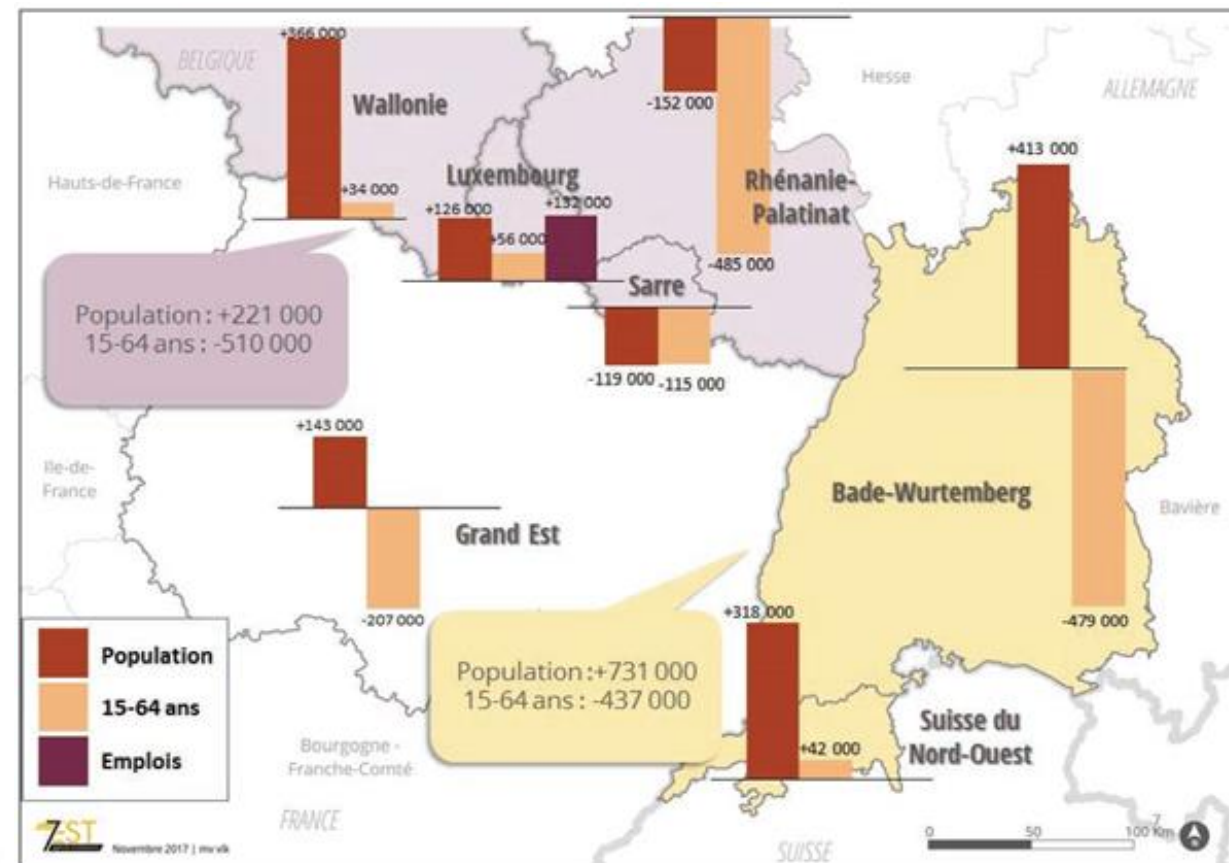 +366 000
BELGIQUE
Wallonie
+34 000
Hauts-de-France
Luxembourg
+126 000
+56 000
+132 000
-152 000
-485 000
Rhénanie-
Palatinat
Hesse
ALLEMAGNE
+413 000
Sarre
-119 000
-115 000
Population : +221 000
15-64 ans : -510 000
+143 000
Ile-de-
France
-207 000
Grand Est
Bade-Wurtemberg
Bavière
-479 000
Population
15-64 ans
Emplois
Population :+731 000
15-64 ans : -437 000
+318 000
+42 000
Suisse du
Nord-Ouest
Bourgogne -
Franche-Comté
FRANCE
SUISSE
7EST
Novembre 2017 | mv vik
0 50 100 Km
7